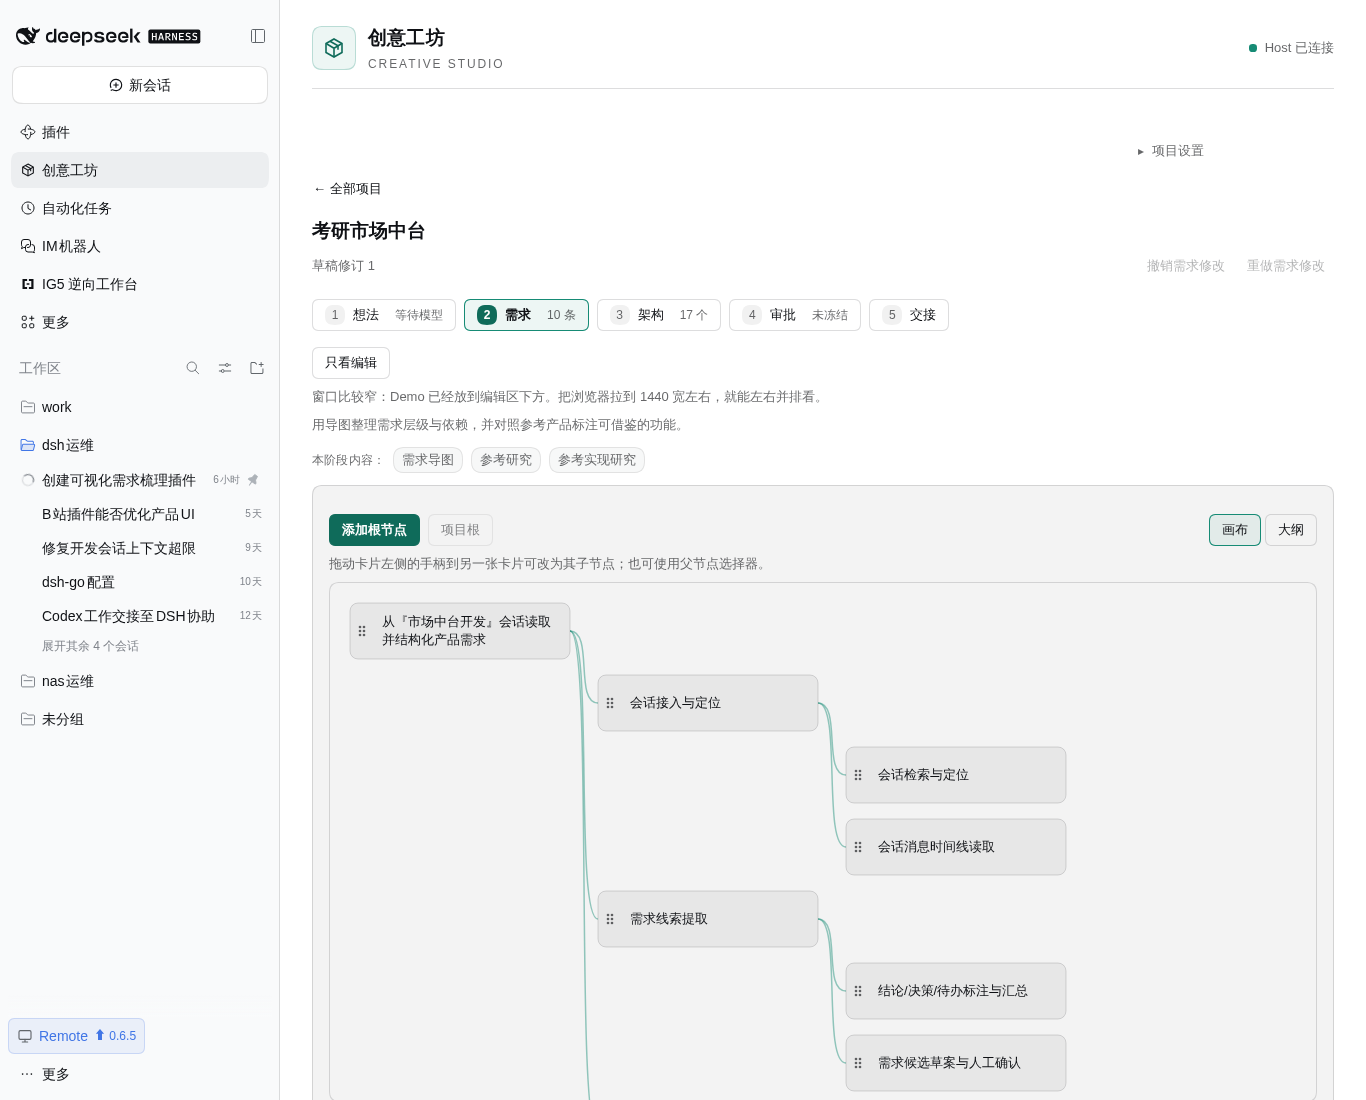 deepseek HARNESS
新会话
插件
创意工坊
自动化任务
IM机器人
IG5 逆向工作台
更多
工作区
work
dsh运维
创建可视化需求梳理插件 6小时
B站插件能否优化产品UI 5天
修复开发会话上下文超限 9天
dsh-go配置 10天
Codex工作交接至DSH协助 12天
展开其余 4 个会话
nas运维
未分组
Remote 0.6.5
更多
创意工坊
CREATIVE STUDIO
Host 已连接
项目设置
← 全部项目
考研市场中台
草稿修订 1
撤销需求修改 重做需求修改
1 想法 等待模型 2 需求 10 条 3 架构 17 个 4 审批 未冻结 5 交接
只看编辑
窗口比较窄：Demo 已经放到编辑区下方。把浏览器拉到 1440 宽左右，就能左右并排看。
用导图整理需求层级与依赖，并对照参考产品标注可借鉴的功能。
本阶段内容： 需求导图 参考研究 参考实现研究
添加根节点 项目根 画布 大纲
拖动卡片左侧的手柄到另一张卡片可改为其子节点；也可使用父节点选择器。
从『市场中台开发』会话读取
并结构化产品需求
会话接入与定位
会话检索与定位
会话消息时间线读取
需求线索提取
结论/决策/待办标注与汇总
需求候选草案与人工确认